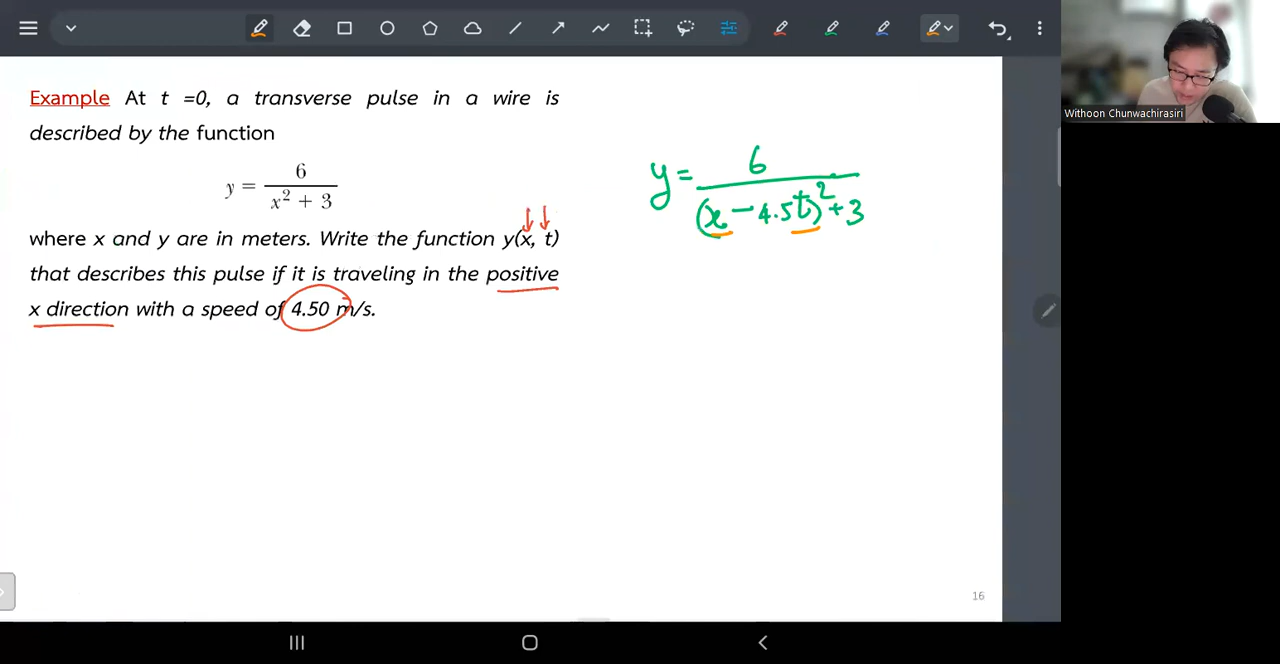 Example At t =0, a transverse pulse in a wire is
described by the function
y = 6 / (x² + 3)
where x and y are in meters. Write the function y(x, t)
that describes this pulse if it is traveling in the positive
x direction with a speed of 4.50 m/s.
y = 6 / ((x - 4.5t)² + 3)
Withoon Chunwachirasiri
16